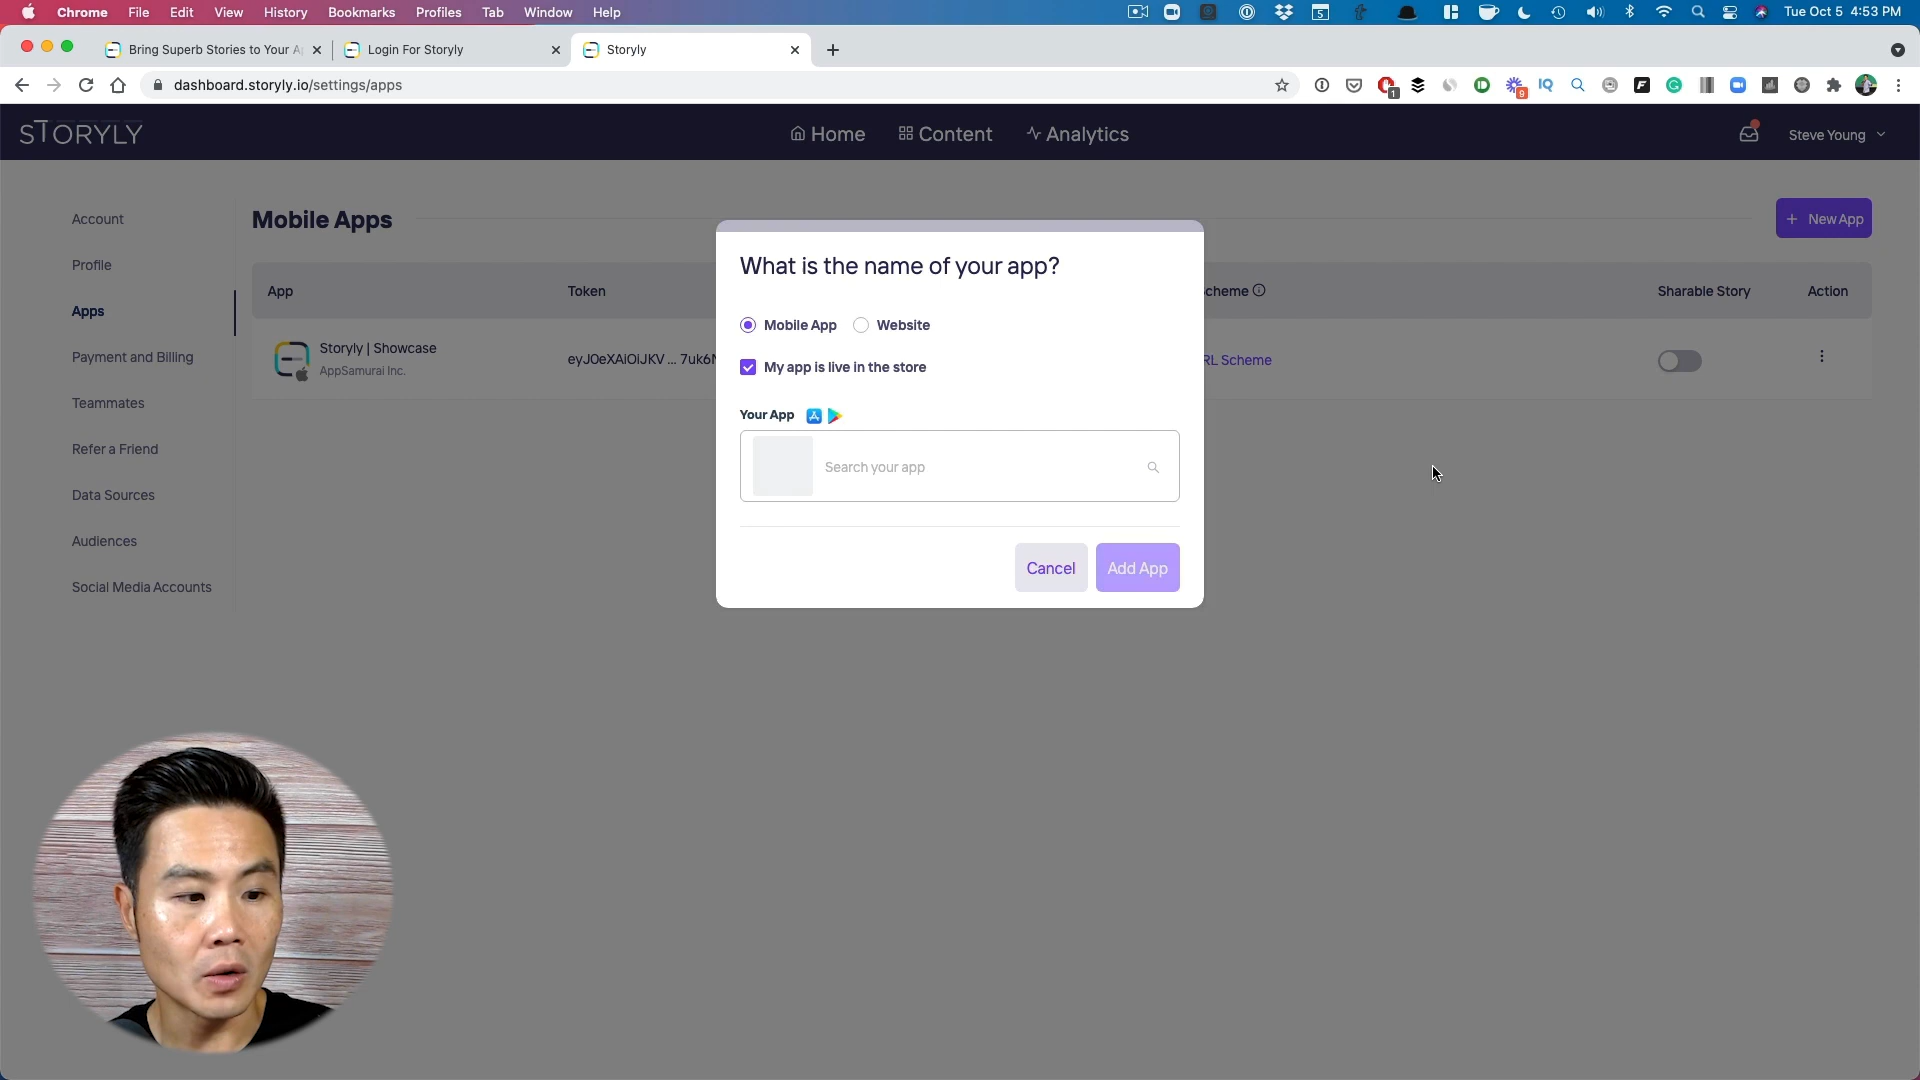 Chrome File Edit View History Bookmarks Profiles Tab Window Help
5
Tue Oct 5 4:53 PM
Bring Superb Stories to Your A
Login For Storyly
Storyly
dashboard.storyly.io/settings/apps
1
9
IQ
STORYLY
Home
Content
Analytics
Steve Young
Account
Profile
Apps
Payment and Billing
Teammates
Refer a Friend
Data Sources
Audiences
Social Media Accounts
Mobile Apps
+ New App
App
Token
cheme
Sharable Story
Action
Storyly | Showcase
AppSamurai Inc.
eyJ0eXAiOiJKV ... 7uk6
RL Scheme
What is the name of your app?
Mobile App
Website
My app is live in the store
Your App
Search your app
Cancel
Add App